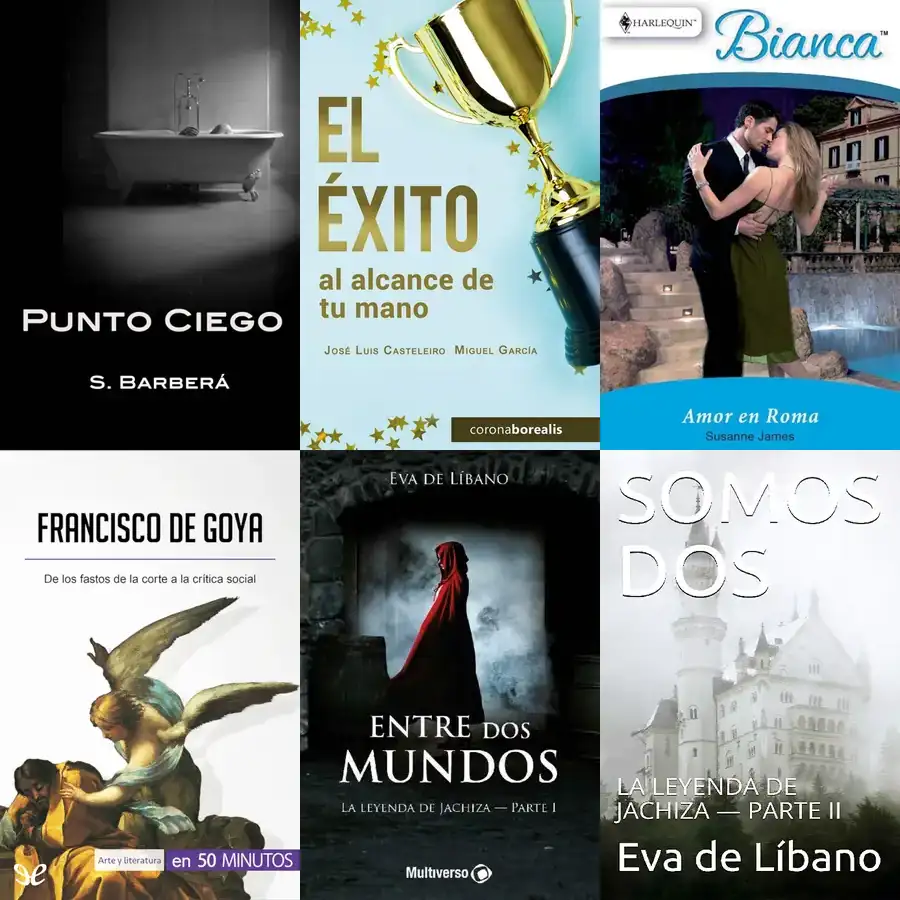 PUNTO CIEGO
S. BARBERÁ
EL
ÉXITO
al alcance de
tu mano
JOSÉ LUIS CASTELEIRO MIGUEL GARCÍA
coronaborealis
HARLEQUIN™
Bianca™
Amor en Roma
Susanne James
FRANCISCO DE GOYA
De los fastos de la corte a la crítica social
Arte y literatura en 50 MINUTOS
EVA DE LÍBANO
ENTRE DOS
MUNDOS
LA LEYENDA DE JACHIZA — PARTE I
Multiverso
SOMOS
DOS
LA LEYENDA DE
JACHIZA — PARTE II
Eva de Líbano